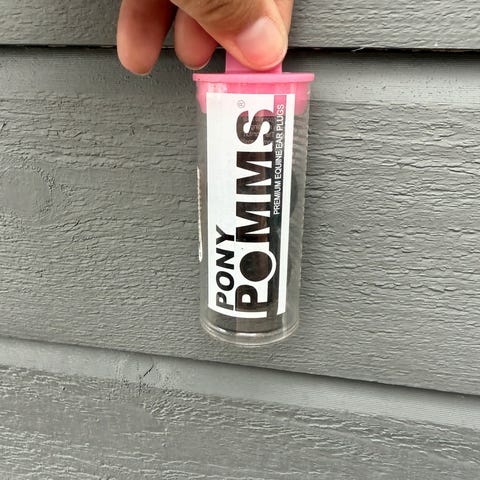 PONY
POMMS®
PREMIUM EQUINE EAR PLUGS